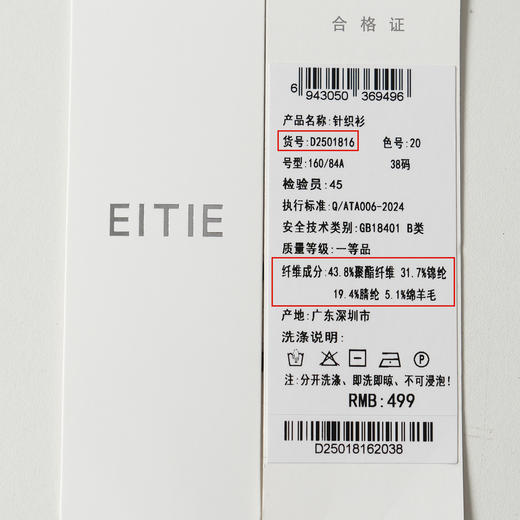 EITIE
合格证
6 943050 369496
产品名称:针织衫
货号:D2501816 色号:20
号型:160/84A 38码
检验员:45
执行标准:Q/ATA006-2024
安全技术类别:GB18401 B类
质量等级:一等品
纤维成分:43.8%聚酯纤维 31.7%锦纶
19.4%腈纶 5.1%绵羊毛
产地:广东深圳市
洗涤说明:
注:分开洗涤、即洗即晾、不可浸泡!
RMB:499
D25018162038